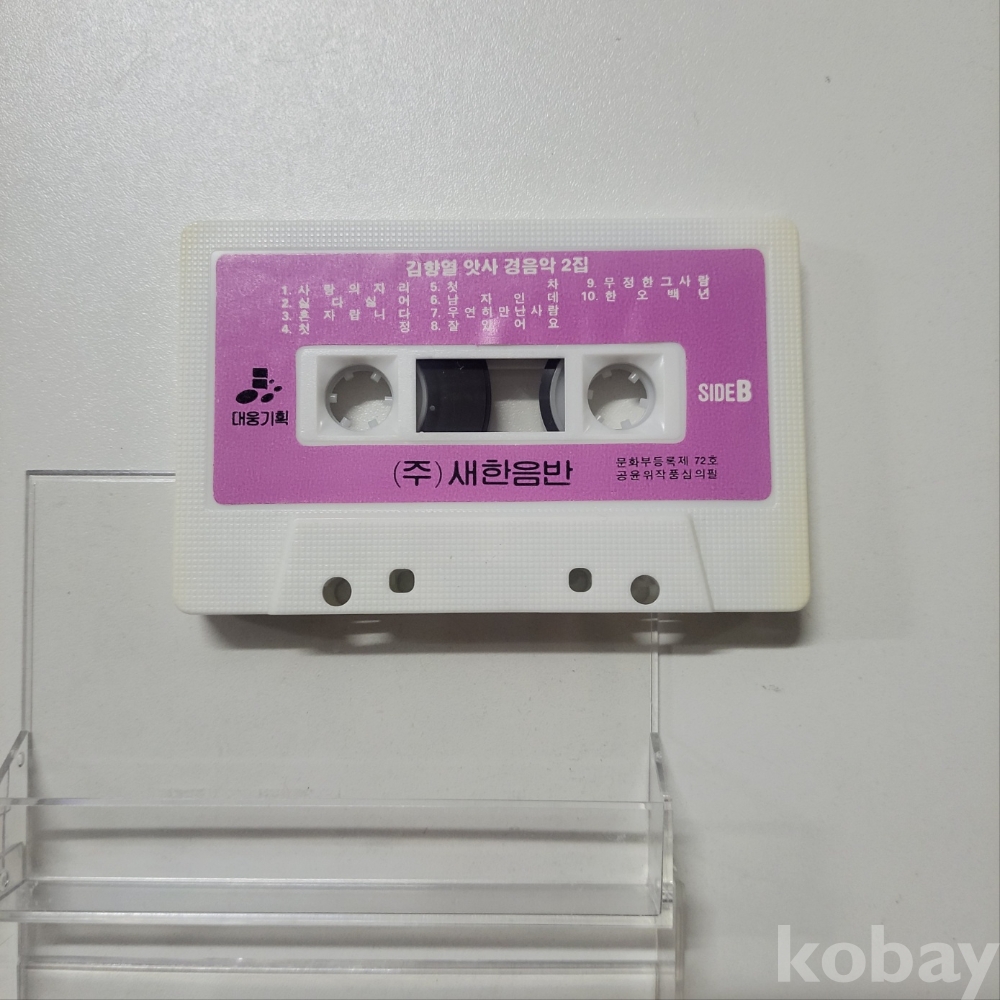 김항열 앗사 경음악 2집
1. 사랑의자리
2. 싫다싫어
3. 혼자랍니다
4. 첫정
5. 첫차
6. 남자인데
7. 우연히만난사람
8. 잘있어요
9. 무정한그사람
10. 한오백년
대웅기획
SIDE B
(주)새한음반
문화부등록제 72호
공윤위작품심의필
kobay